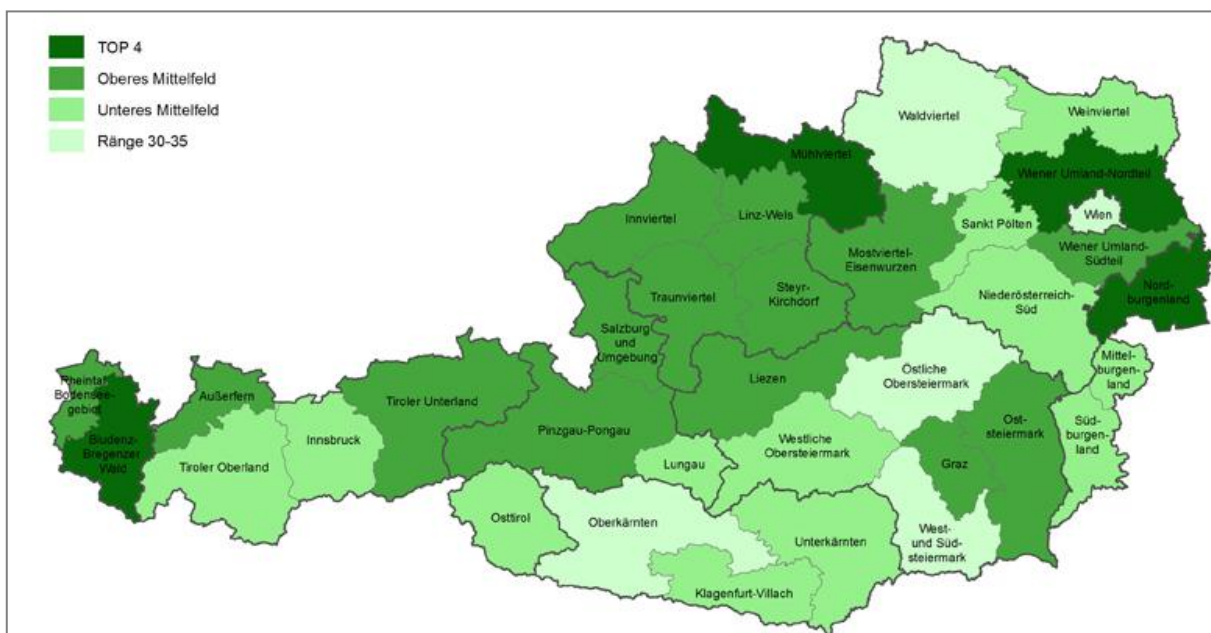 TOP 4
Oberes Mittelfeld
Unteres Mittelfeld
Ränge 30-35
Waldviertel
Weinviertel
Mühlviertel
Wiener Umland-Nordteil
Innviertel
Linz-Wels
Sankt Pölten
Wien
Mostviertel-
Eisenwurzen
Wiener Umland-
Südteil
Traunviertel
Steyr-
Kirchdorf
Niederösterreich-
Süd
Nord-
burgenland
Salzburg
und
Umgebung
Liezen
Östliche
Obersteiermark
Mittel-
burgen-
land
Rheintal-
Bodensee-
gebiet
Außerfern
Tiroler Unterland
Bludenz-
Bregenzer
Wald
Tiroler Oberland
Innsbruck
Pinzgau-Pongau
Lungau
Westliche
Obersteiermark
Ost-
steiermark
Süd-
burgen-
land
Graz
Osttirol
Oberkärnten
Unterkärnten
West-
und Süd-
steiermark
Klagenfurt-Villach